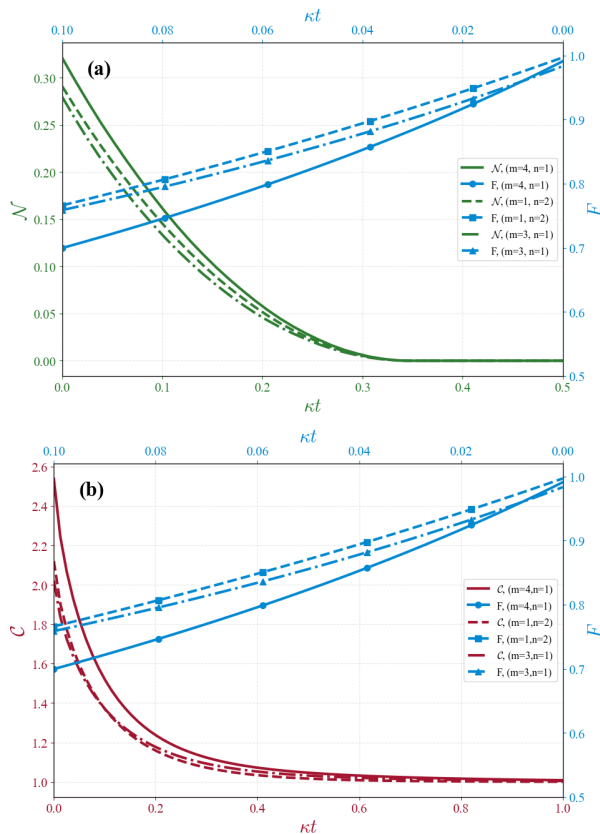 κt
0.10 0.08 0.06 0.04 0.02 0.00
(a)
0.30
0.25
0.20
0.15
0.10
0.05
0.00
𝒩
𝒩, (m=4, n=1)
F, (m=4, n=1)
𝒩, (m=1, n=2)
F, (m=1, n=2)
𝒩, (m=3, n=1)
F, (m=3, n=1)
1.0
0.9
0.8
0.7
0.6
0.5
F
0.0 0.1 0.2 0.3 0.4 0.5
κt
κt
0.10 0.08 0.06 0.04 0.02 0.00
(b)
2.6
2.4
2.2
2.0
1.8
1.6
1.4
1.2
1.0
𝒞
𝒞, (m=4,n=1)
F, (m=4,n=1)
𝒞, (m=1,n=2)
F, (m=1,n=2)
𝒞, (m=3,n=1)
F, (m=3,n=1)
1.0
0.9
0.8
0.7
0.6
0.5
F
0.0 0.2 0.4 0.6 0.8 1.0
κt